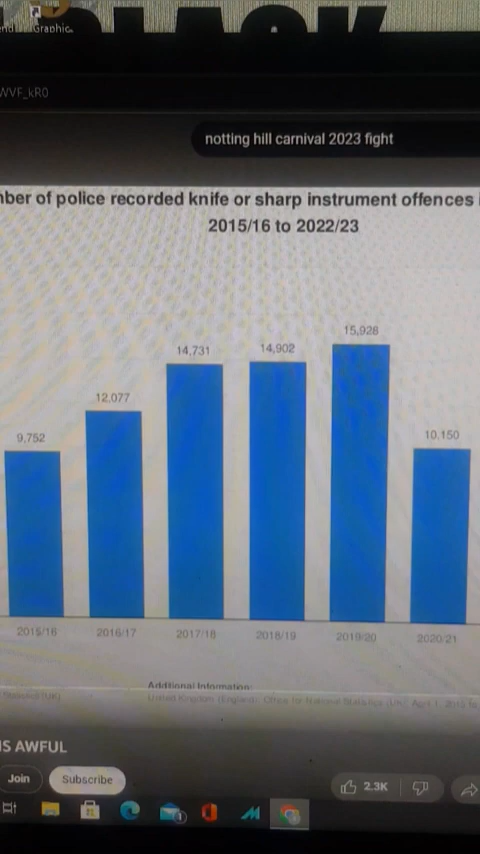 Graphic
WVF_kR0
notting hill carnival 2023 fight
ber of police recorded knife or sharp instrument offences
2015/16 to 2022/23
15,928
14,731
14,902
12,077
9,752
10,150
2015/16 2016/17 2017/18 2018/19 2019/20 2020/21
Additional Information:
United Kingdom (England); Office for National Statistics (UK); April 1, 2015 to
IS AWFUL
Join Subscribe 2.3K